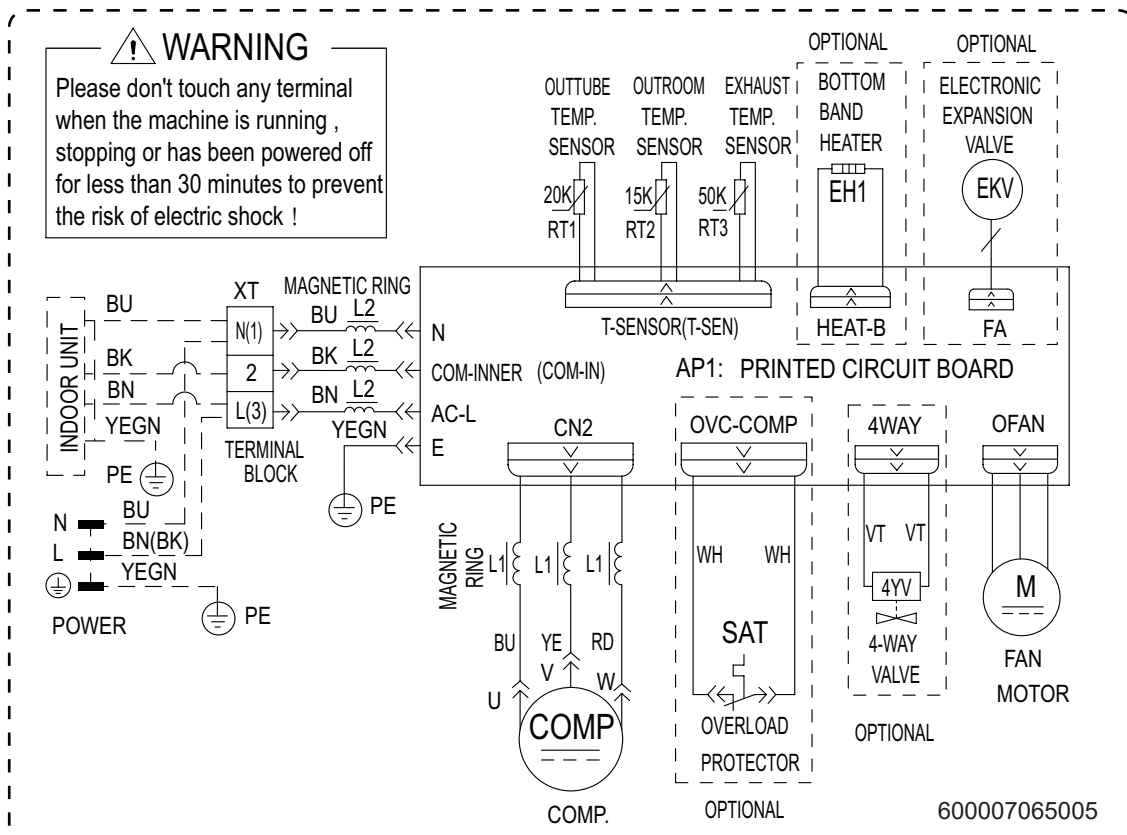 WARNING
Please don't touch any terminal
when the machine is running ,
stopping or has been powered off
for less than 30 minutes to prevent
the risk of electric shock !
OUTTUBE
TEMP.
SENSOR
OUTROOM
TEMP.
SENSOR
EXHAUST
TEMP.
SENSOR
OPTIONAL
BOTTOM
BAND
HEATER
OPTIONAL
ELECTRONIC
EXPANSION
VALVE
20K
RT1
15K
RT2
50K
RT3
EH1
EKV
T-SENSOR(T-SEN)
HEAT-B
FA
INDOOR UNIT
BU
BK
BN
YEGN
PE
XT
N(1)
2
L(3)
TERMINAL
BLOCK
MAGNETIC RING
BU
L2
BK
L2
BN
L2
YEGN
PE
N
COM-INNER (COM-IN)
AC-L
E
AP1: PRINTED CIRCUIT BOARD
N
BU
L
BN(BK)
YEGN
PE
POWER
CN2
OVC-COMP
4WAY
OFAN
MAGNETIC
RING
L1
L1
L1
BU
YE
RD
U
V
W
COMP
COMP.
WH
WH
SAT
OVERLOAD
PROTECTOR
OPTIONAL
VT
VT
4YV
4-WAY
VALVE
OPTIONAL
M
FAN
MOTOR
600007065005